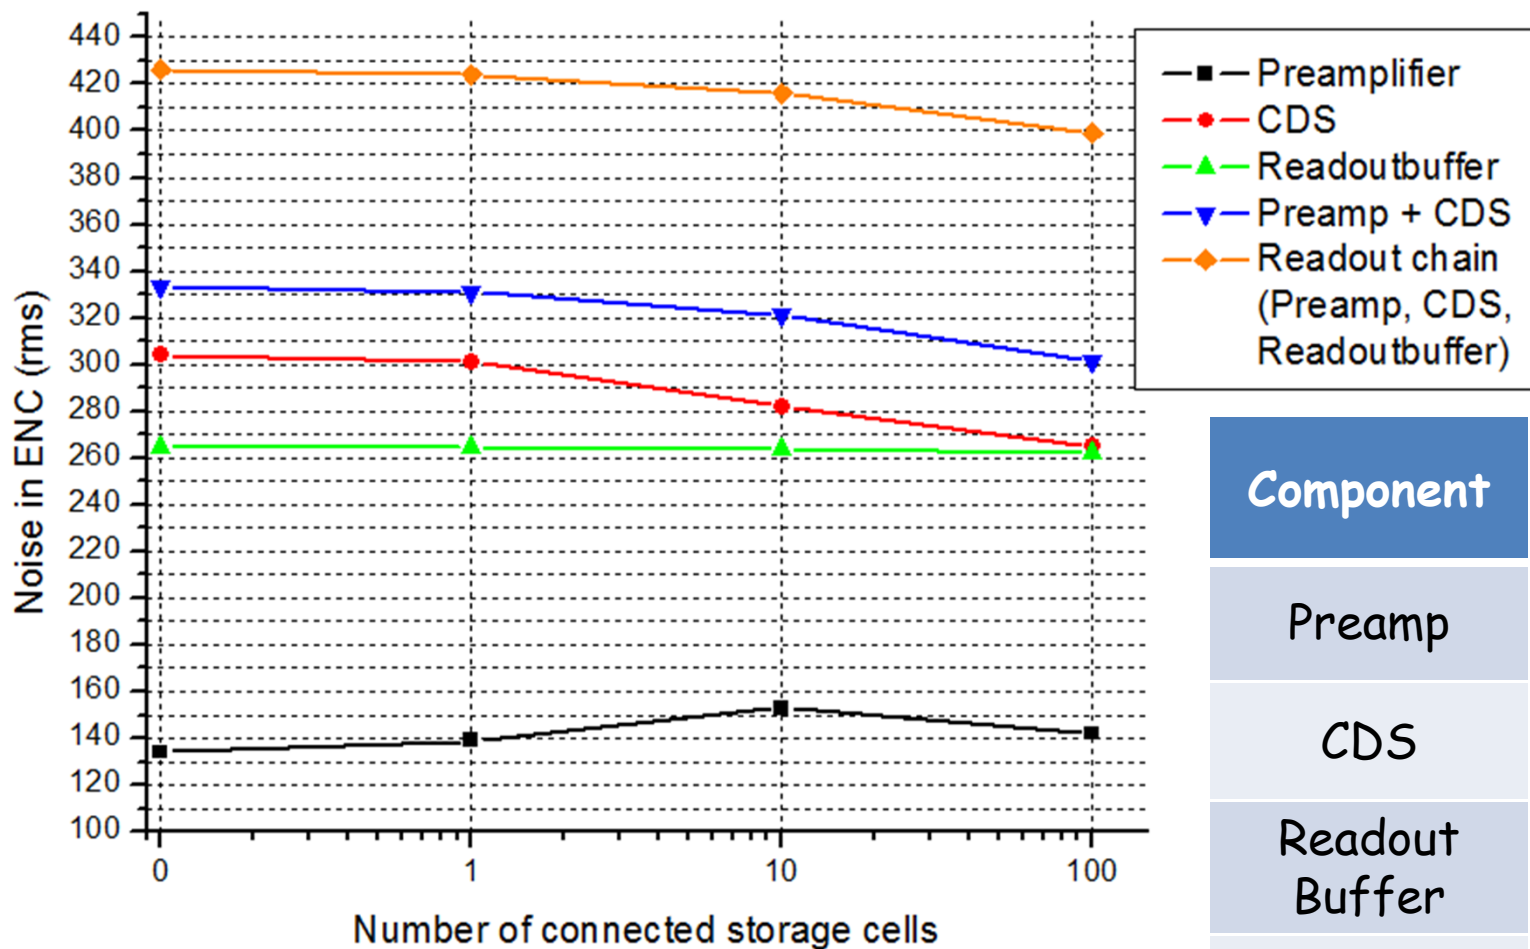 440
420
400
380
360
340
320
300
280
260
240
220
200
180
160
140
120
100
Noise in ENC (rms)
0 1 10 100
Number of connected storage cells
Preamplifier
CDS
Readoutbuffer
Preamp + CDS
Readout chain
(Preamp, CDS,
Readoutbuffer)
Component
Preamp
CDS
Readout
Buffer